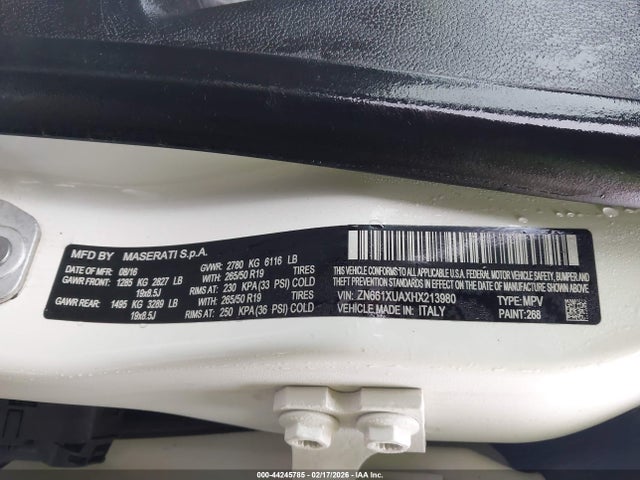 MFD BY MASERATI S.p.A.
DATE OF MFD: 08/16 GVWR: 2780 KG 6116 LB
GAWR FRONT: 1285 KG 2827 LB WITH: 265/50 R19 TIRES
19x8.5J RIMS AT: 230 KPA (33 PSI) COLD
GAWR REAR: 1495 KG 3289 LB WITH: 265/50 R19 TIRES
19x8.5J RIMS AT: 250 KPA (36 PSI) COLD
THIS VEHICLE CONFORMS TO ALL APPLICABLE U.S.A. FEDERAL MOTOR VEHICLE SAFETY, BUMPER, AND
THEFT PREVENTION STANDARDS IN EFFECT ON THE DATE OF MANUFACTURE SHOWN ABOVE.
VIN: ZN661XUAXHX213980 TYPE: MPV
VEHICLE MADE IN: ITALY PAINT: 268
000-44245785 - 02/17/2026 - IAAI.com